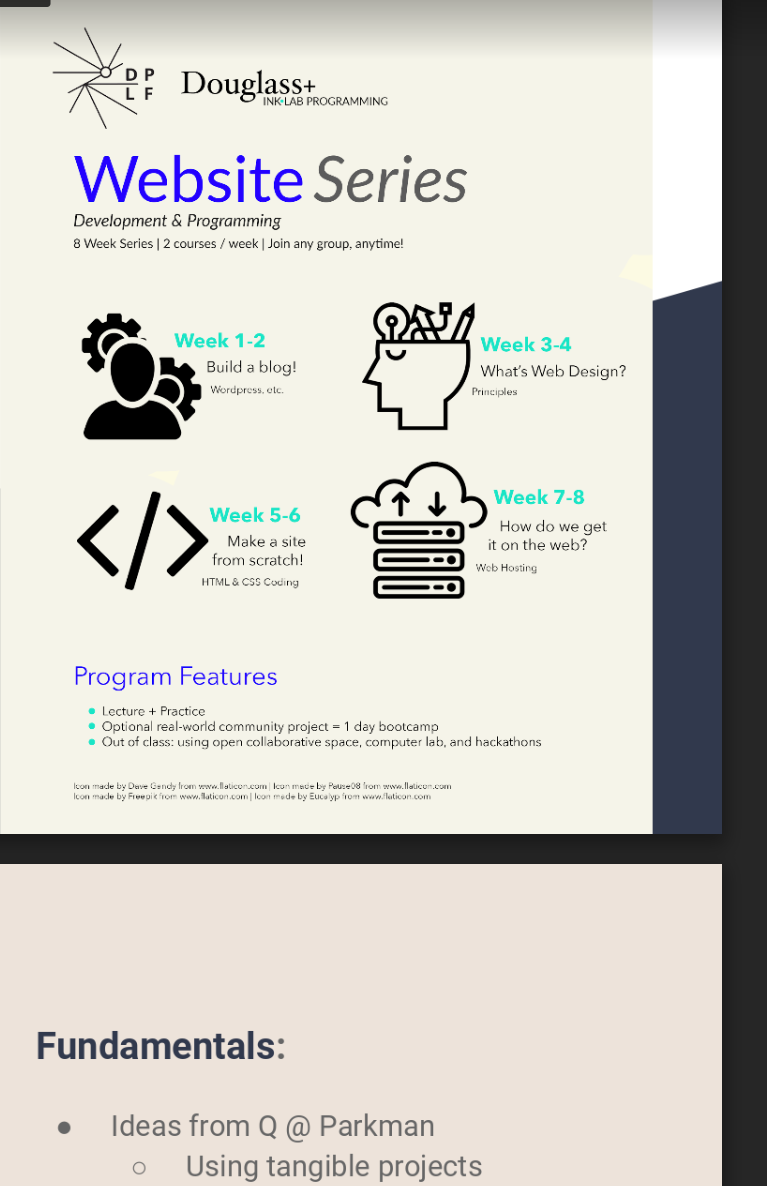 D P
L F
Douglass+
INK•LAB PROGRAMMING
Website Series
Development & Programming
8 Week Series | 2 courses / week | Join any group, anytime!
Week 1-2
Build a blog!
Wordpress, etc.
Week 3-4
What's Web Design?
Principles
Week 5-6
Make a site
from scratch!
HTML & CSS Coding
Week 7-8
How do we get
it on the web?
Web Hosting
Program Features
• Lecture + Practice
• Optional real-world community project = 1 day bootcamp
• Out of class: using open collaborative space, computer lab, and hackathons
Icon made by Dave Gandy from www.flaticon.com | Icon made by Pause08 from www.flaticon.com
Icon made by Freepik from www.flaticon.com | Icon made by Eucalyp from www.flaticon.com
Fundamentals:
● Ideas from Q @ Parkman
○ Using tangible projects